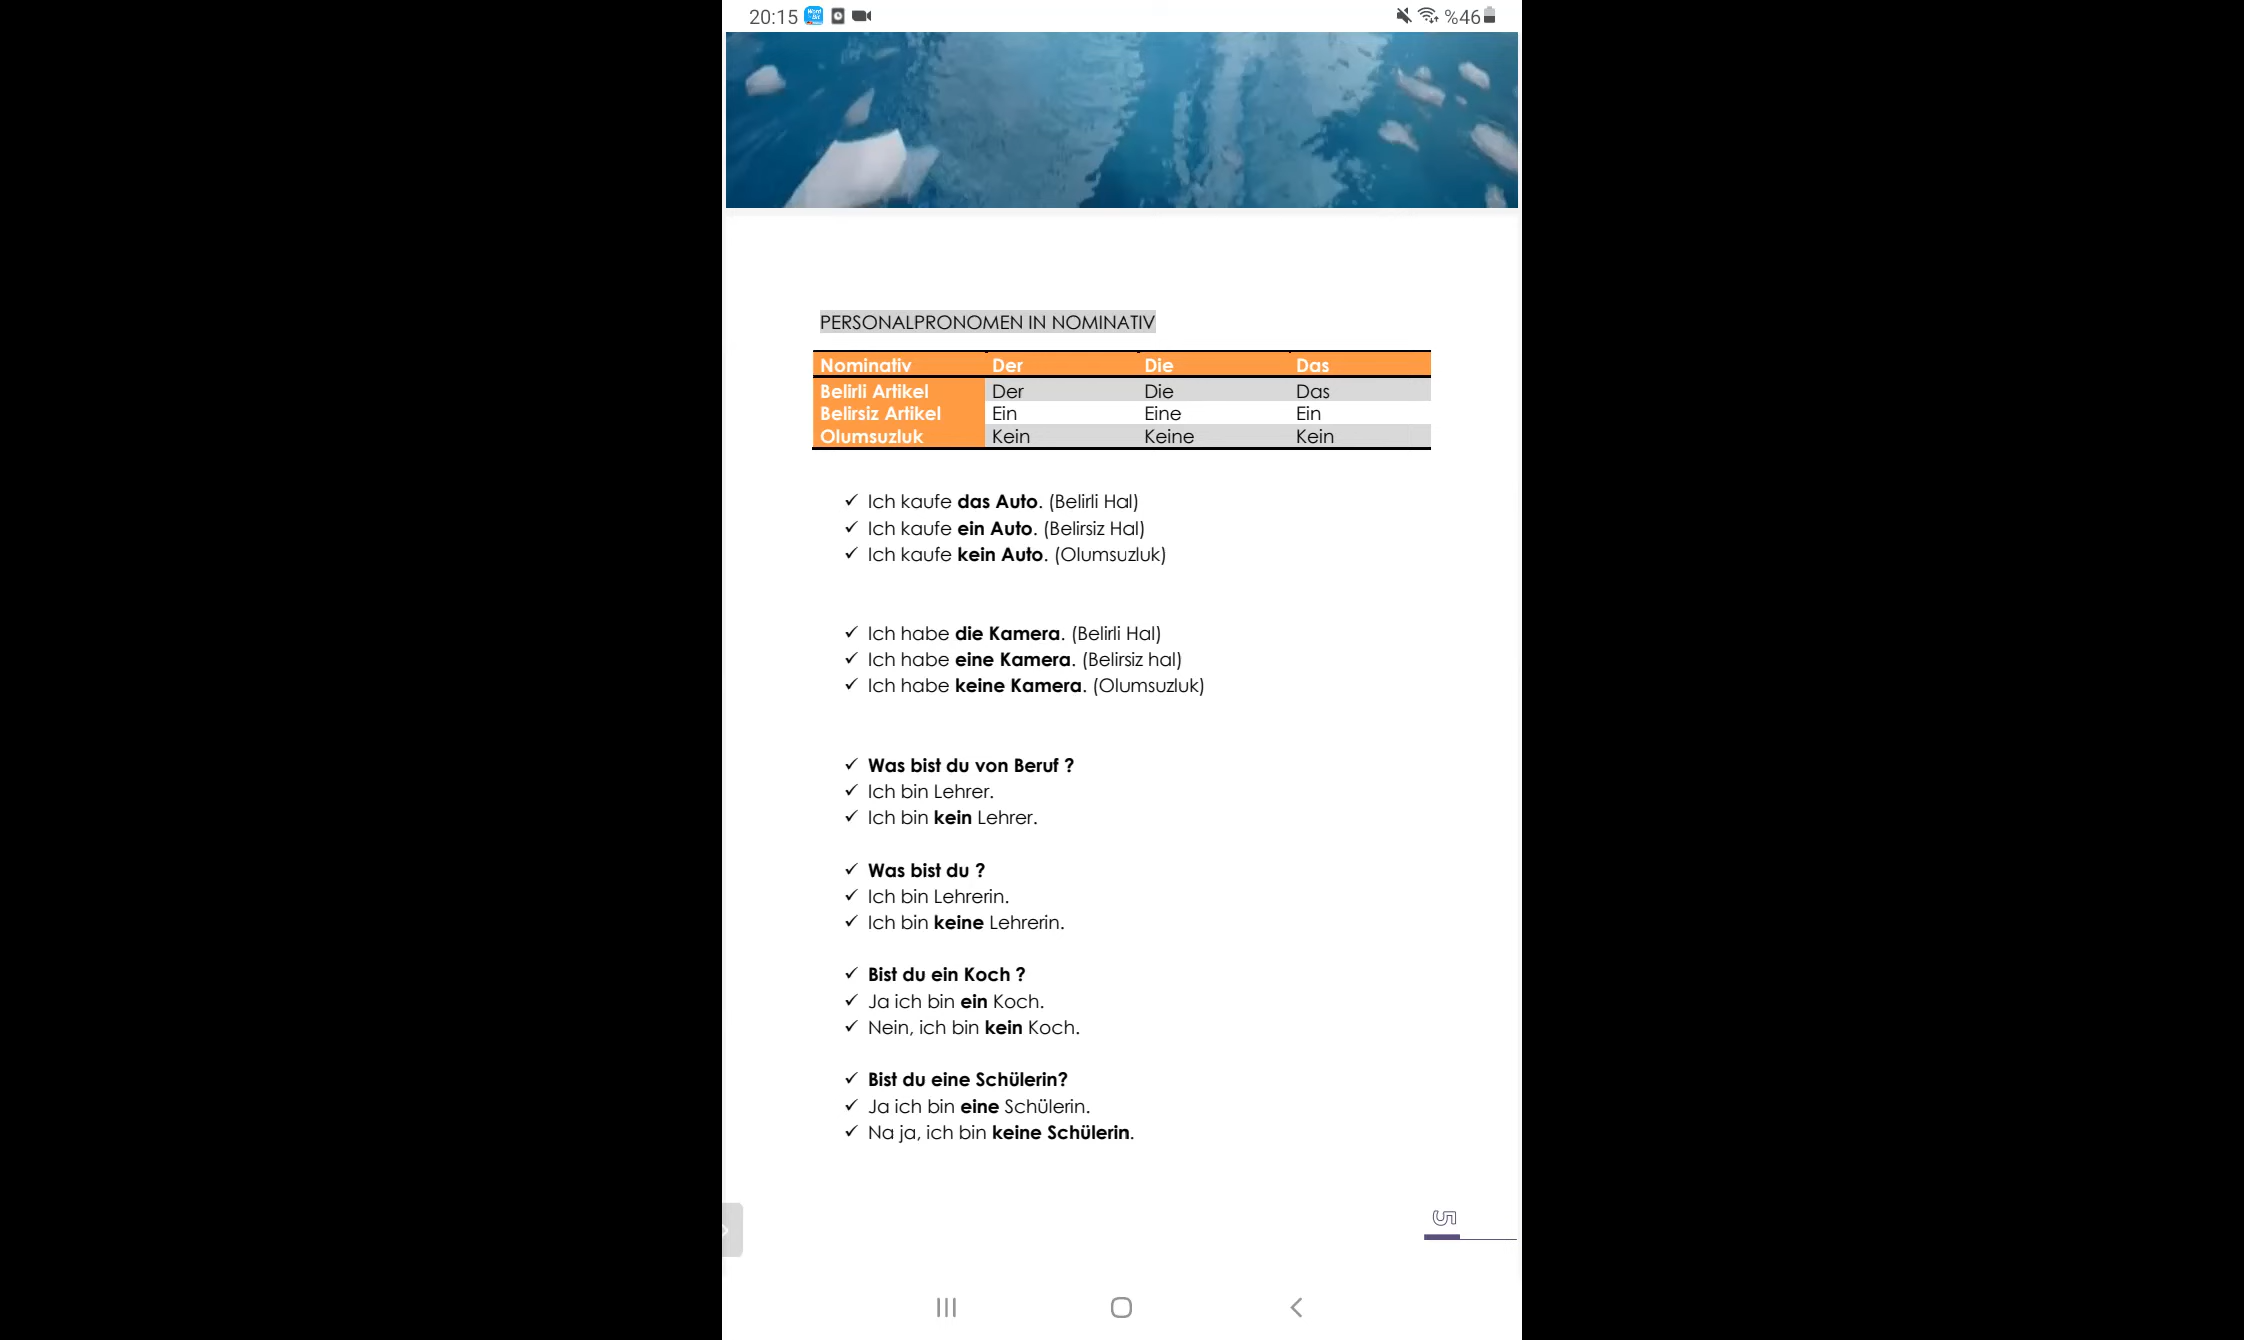 20:15 %46
PERSONALPRONOMEN IN NOMINATIV
Nominativ Der Die Das
Belirli Artikel Der Die Das
Belirsiz Artikel Ein Eine Ein
Olumsuzluk Kein Keine Kein
✓ Ich kaufe das Auto. (Belirli Hal)
✓ Ich kaufe ein Auto. (Belirsiz Hal)
✓ Ich kaufe kein Auto. (Olumsuzluk)
✓ Ich habe die Kamera. (Belirli Hal)
✓ Ich habe eine Kamera. (Belirsiz hal)
✓ Ich habe keine Kamera. (Olumsuzluk)
✓ Was bist du von Beruf ?
✓ Ich bin Lehrer.
✓ Ich bin kein Lehrer.
✓ Was bist du ?
✓ Ich bin Lehrerin.
✓ Ich bin keine Lehrerin.
✓ Bist du ein Koch ?
✓ Ja ich bin ein Koch.
✓ Nein, ich bin kein Koch.
✓ Bist du eine Schülerin?
✓ Ja ich bin eine Schülerin.
✓ Na ja, ich bin keine Schülerin.
5